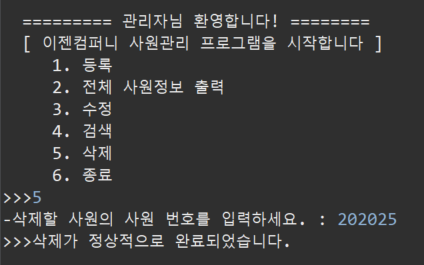 ========= 관리자님 환영합니다! ========
[ 이젠컴퍼니 사원관리 프로그램을 시작합니다 ]
1. 등록
2. 전체 사원정보 출력
3. 수정
4. 검색
5. 삭제
6. 종료
>>>5
-삭제할 사원의 사원 번호를 입력하세요. : 202025
>>>삭제가 정상적으로 완료되었습니다.